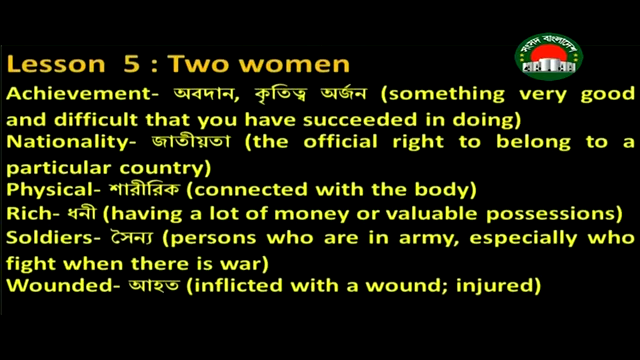 সংসদ বাংলাদেশ
Lesson 5 : Two women
Achievement- অবদান, কৃতিত্ব অর্জন (something very good
and difficult that you have succeeded in doing)
Nationality- জাতীয়তা (the official right to belong to a
particular country)
Physical- শারীরিক (connected with the body)
Rich- ধনী (having a lot of money or valuable possessions)
Soldiers- সৈন্য (persons who are in army, especially who
fight when there is war)
Wounded- আহত (inflicted with a wound; injured)